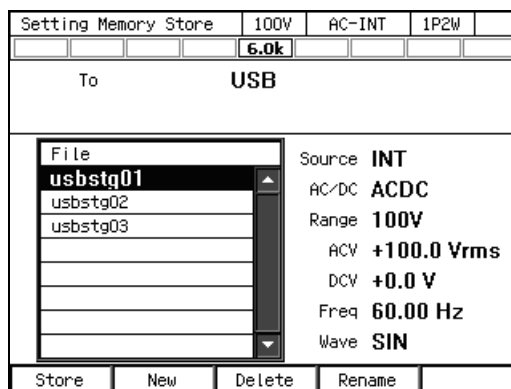 Setting Memory Store 100V AC-INT 1P2W
6.0k
To USB
File
usbstg01
usbstg02
usbstg03
Source INT
AC/DC ACDC
Range 100V
ACV +100.0 Vrms
DCV +0.0 V
Freq 60.00 Hz
Wave SIN
Store New Delete Rename